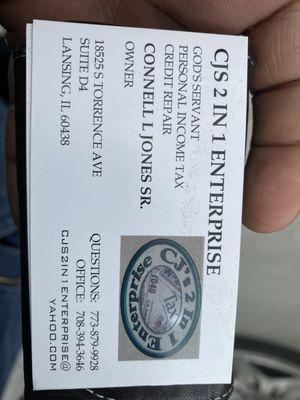 CJS 2 IN 1 ENTERPRISE
GOD'S SERVANT
PERSONAL INCOME TAX
CREDIT REPAIR
CONNELL L JONES SR.
OWNER
18525 S TORRENCE AVE
SUITE D4
LANSING, IL 60438
CJ's 2 In 1
Tax
1040
Enterprise
QUESTIONS: 773-879-9928
OFFICE: 708-394-3646
CJS2IN1ENTERPRISE@
YAHOO.COM